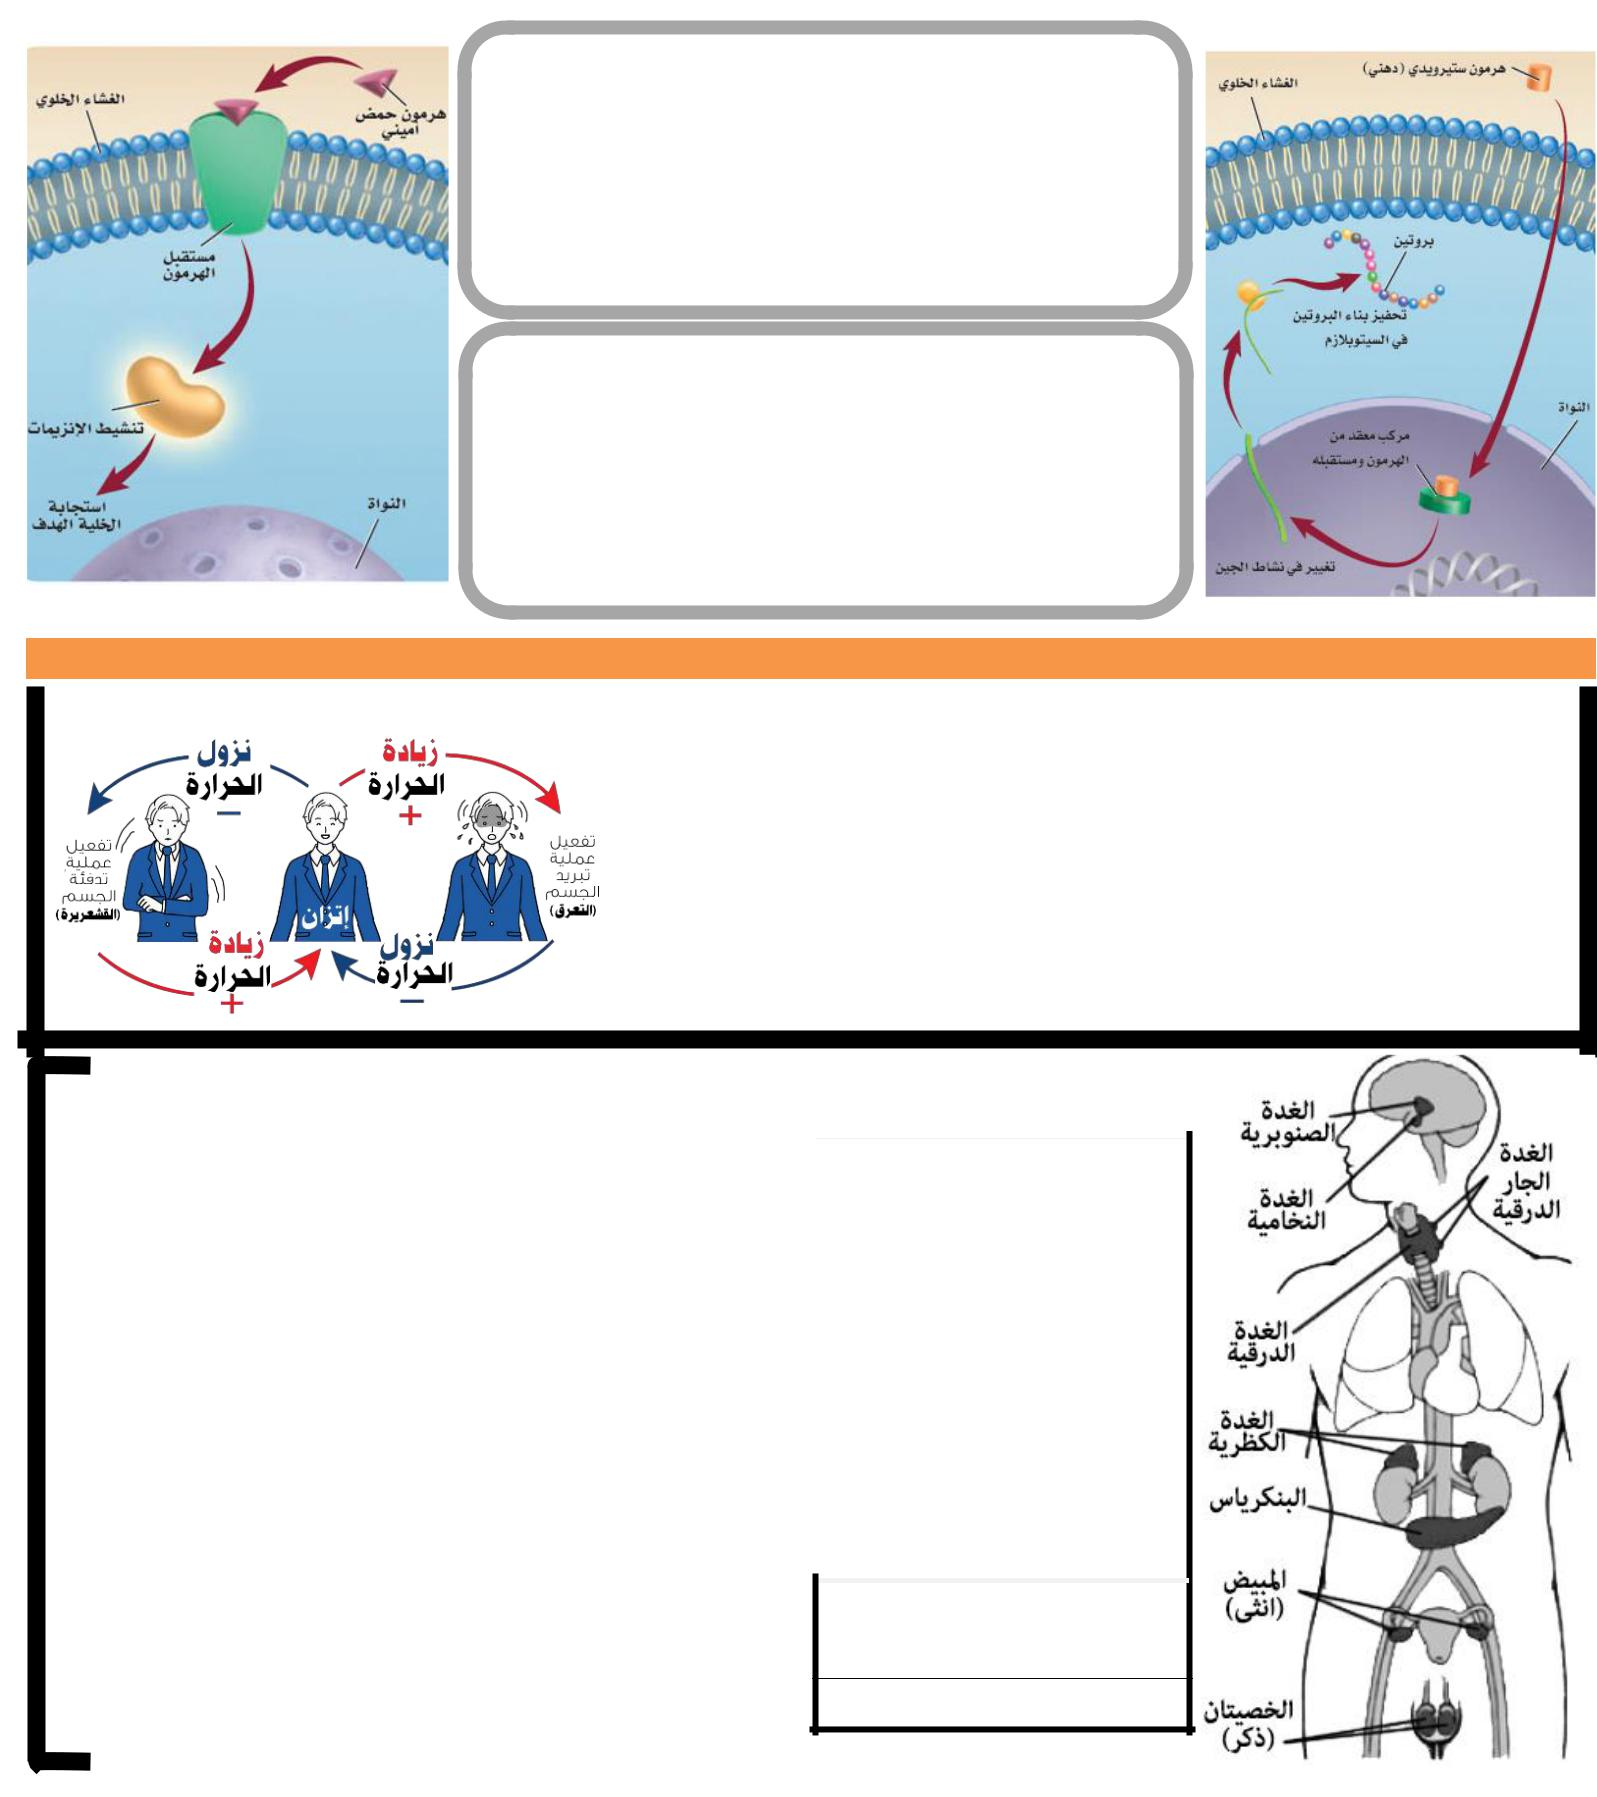 هرمون ستيرويدي (دهني)
الغشاء الخلوي
بروتين
تحفيز بناء البروتين
في السيتوبلازم
النواة
مركب معقد من
الهرمون ومستقبله
تغيير في نشاط الجين
الغشاء الخلوي
هرمون حمض
أميني
مستقبل
الهرمون
تنشيط الإنزيمات
استجابة
الخلية الهدف
النواة
زيادة
الحرارة
+
نزول
الحرارة
−
تفعيل
عملية
تبريد
الجسم
(التعرق)
إتزان
تفعيل
عملية
تدفئة
الجسم
(القشعريرة)
نزول
الحرارة
−
زيادة
الحرارة
+
الغدة
الصنوبرية
الغدة
الجار
الدرقية
الغدة
النخامية
الغدة
الدرقية
الغدة
الكظرية
البنكرياس
المبيض
(انثى)
الخصيتان
(ذكر)